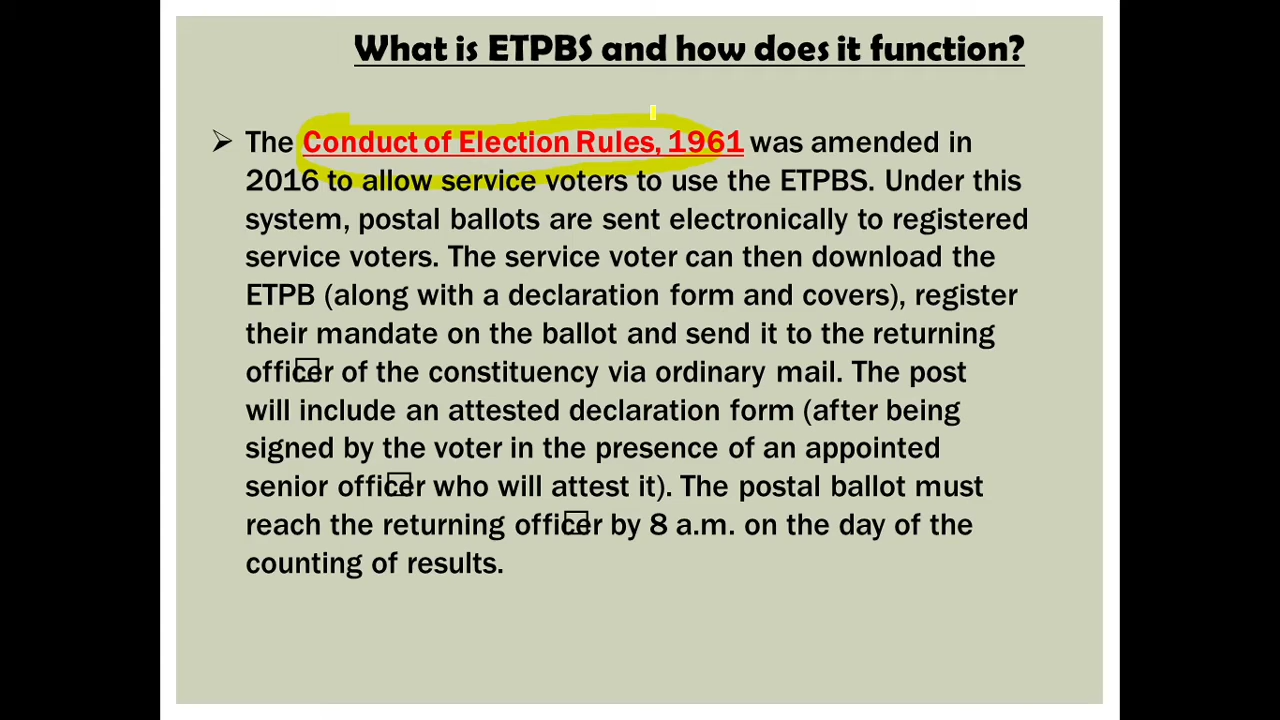 What is ETPBS and how does it function?
The Conduct of Election Rules, 1961 was amended in
2016 to allow service voters to use the ETPBS. Under this
system, postal ballots are sent electronically to registered
service voters. The service voter can then download the
ETPB (along with a declaration form and covers), register
their mandate on the ballot and send it to the returning
officer of the constituency via ordinary mail. The post
will include an attested declaration form (after being
signed by the voter in the presence of an appointed
senior officer who will attest it). The postal ballot must
reach the returning officer by 8 a.m. on the day of the
counting of results.